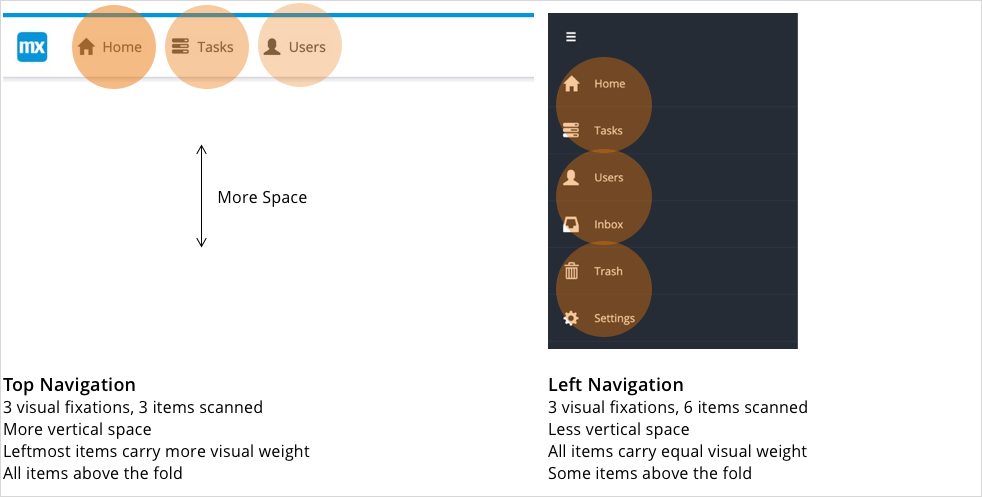 mx
Home
Tasks
Users
More Space
Top Navigation
3 visual fixations, 3 items scanned
More vertical space
Leftmost items carry more visual weight
All items above the fold
Home
Tasks
Users
Inbox
Trash
Settings
Left Navigation
3 visual fixations, 6 items scanned
Less vertical space
All items carry equal visual weight
Some items above the fold